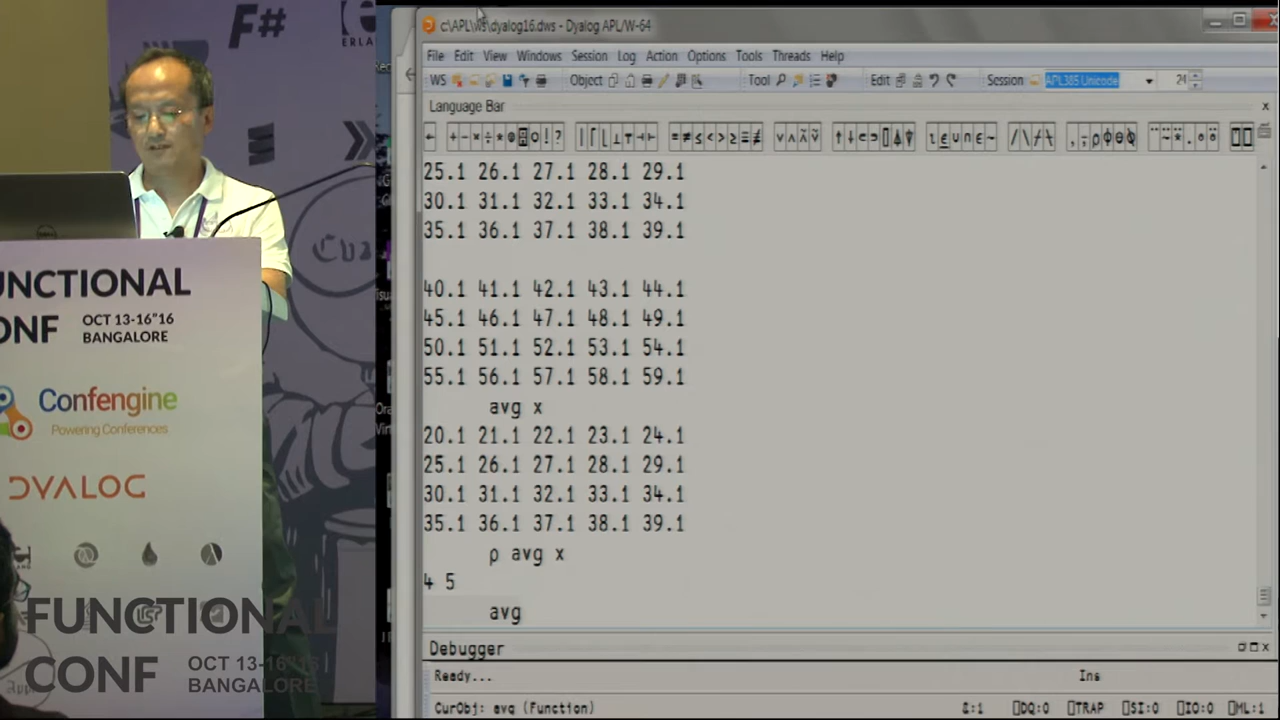 F#
ERLA
c:\APL\ws\dyalog16.dws - Dyalog APL/W-64
File Edit View Windows Session Log Action Options Tools Threads Help
WS Object Tool Edit Session APL385 Unicode
Language Bar
25.1 26.1 27.1 28.1 29.1
30.1 31.1 32.1 33.1 34.1
35.1 36.1 37.1 38.1 39.1
40.1 41.1 42.1 43.1 44.1
45.1 46.1 47.1 48.1 49.1
50.1 51.1 52.1 53.1 54.1
55.1 56.1 57.1 58.1 59.1
avg x
20.1 21.1 22.1 23.1 24.1
25.1 26.1 27.1 28.1 29.1
30.1 31.1 32.1 33.1 34.1
35.1 36.1 37.1 38.1 39.1
⍴ avg x
4 5
avg
Debugger
Ready... Ins
CurObj: avg (Function) &:1 ⎕DQ:0 ⎕TRAP ⎕SI:0 ⎕IO:0 ⎕ML:1
UNCTIONAL
ONF OCT 13-16"16
BANGALORE
Confengine
Powering Conferences
DYALOG
FUNCTIONAL
CONF OCT 13-16"16
BANGALORE